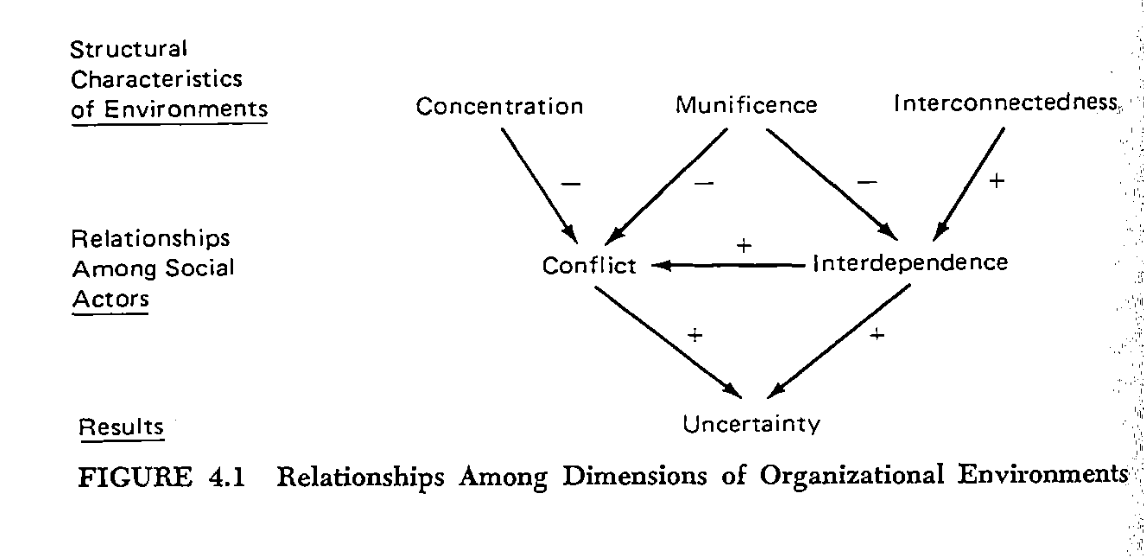 Structural
Characteristics
of Environments
Concentration
Munificence
Interconnectedness
−
−
−
+
Relationships
Among Social
Actors
+
Conflict
Interdependence
+
+
Results
Uncertainty
FIGURE 4.1 Relationships Among Dimensions of Organizational Environments